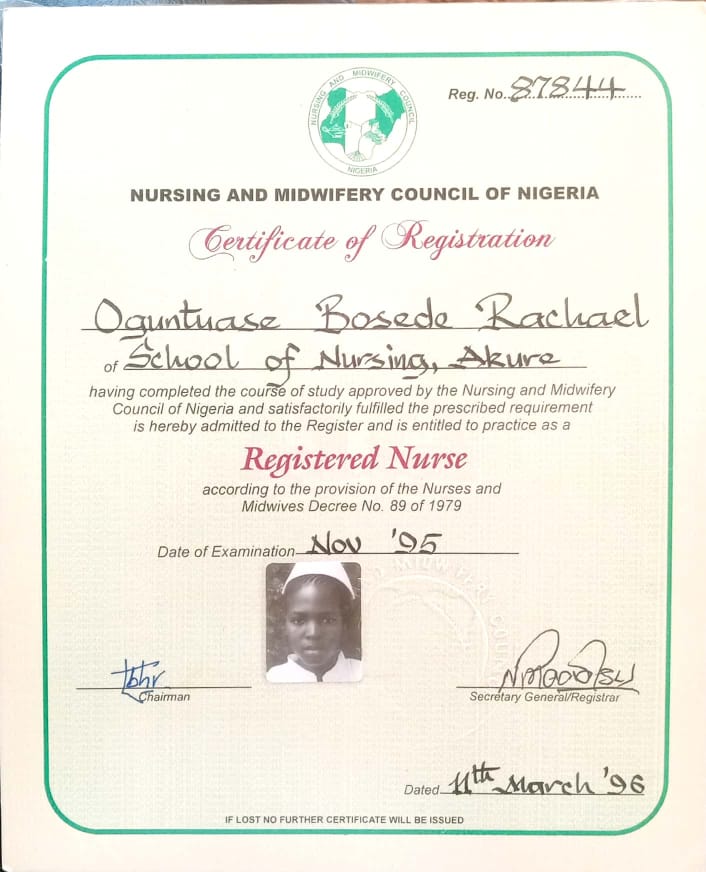 Reg. No. 87844
NURSING AND MIDWIFERY COUNCIL
NIGERIA
NURSING AND MIDWIFERY COUNCIL OF NIGERIA
Certificate of Registration
Oguntuase Bosede Rachael
of School of Nursing, Akure
having completed the course of study approved by the Nursing and Midwifery
Council of Nigeria and satisfactorily fulfilled the prescribed requirement
is hereby admitted to the Register and is entitled to practice as a
Registered Nurse
according to the provision of the Nurses and
Midwives Decree No. 89 of 1979
Date of Examination Nov '95
Chairman
Secretary General/Registrar
Dated 11th March '96
IF LOST NO FURTHER CERTIFICATE WILL BE ISSUED